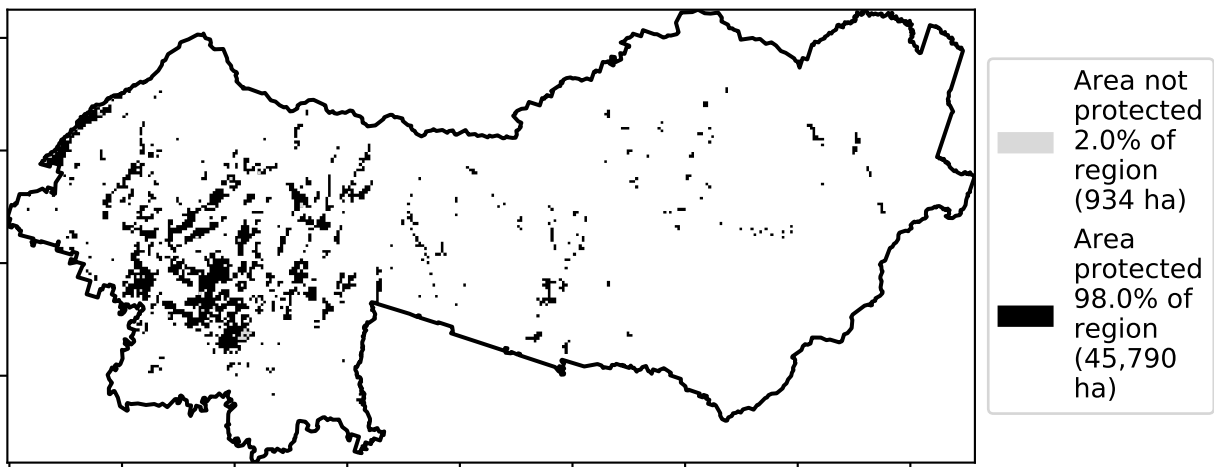 Area not
protected
2.0% of
region
(934 ha)
Area
protected
98.0% of
region
(45,790
ha)